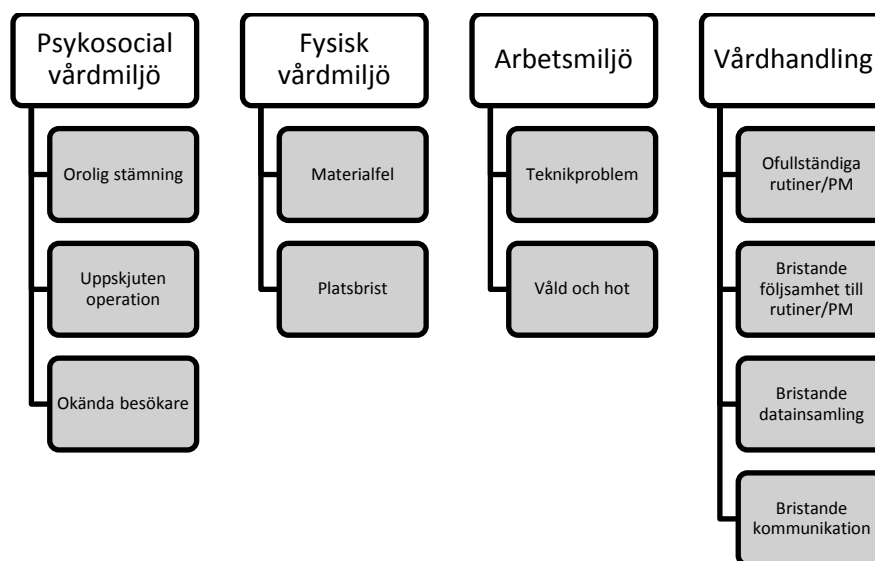 Psykosocial
vårdmiljö
Orolig stämning
Uppskjuten
operation
Okända besökare
Fysisk
vårdmiljö
Materialfel
Platsbrist
Arbetsmiljö
Teknikproblem
Våld och hot
Vårdhandling
Ofullständiga
rutiner/PM
Bristande
följsamhet till
rutiner/PM
Bristande
datainsamling
Bristande
kommunikation